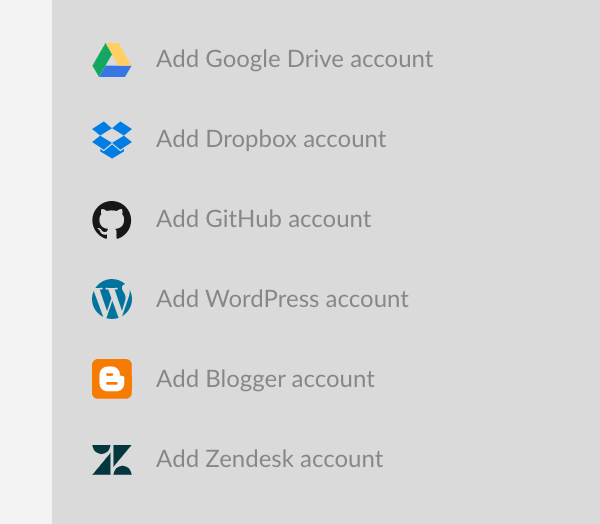 Add Google Drive account
Add Dropbox account
Add GitHub account
Add WordPress account
Add Blogger account
Add Zendesk account